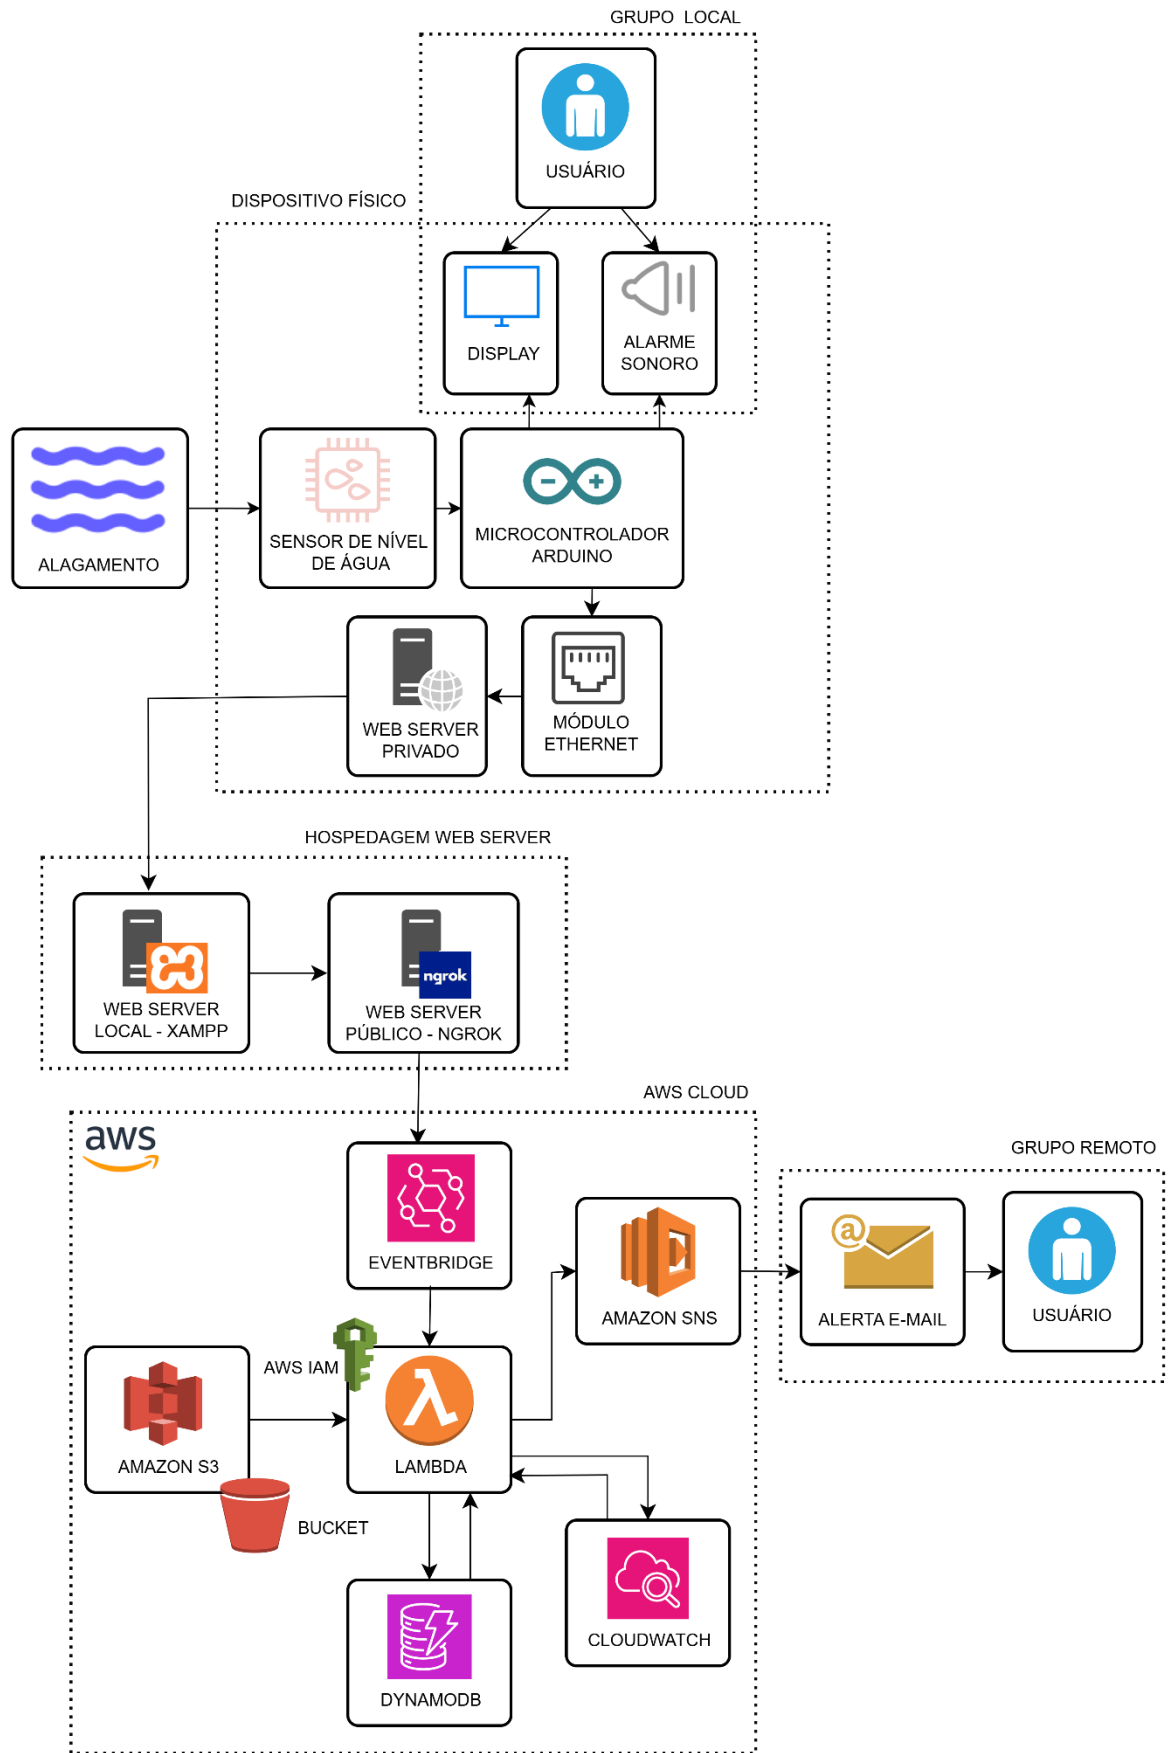 GRUPO LOCAL
USUÁRIO
DISPOSITIVO FÍSICO
DISPLAY
ALARME
SONORO
ALAGAMENTO
SENSOR DE NÍVEL
DE ÁGUA
MICROCONTROLADOR
ARDUINO
WEB SERVER
PRIVADO
MÓDULO
ETHERNET
HOSPEDAGEM WEB SERVER
WEB SERVER
LOCAL - XAMPP
ngrok
WEB SERVER
PÚBLICO - NGROK
AWS CLOUD
aws
EVENTBRIDGE
GRUPO REMOTO
AMAZON SNS
@
ALERTA E-MAIL
USUÁRIO
AWS IAM
AMAZON S3
LAMBDA
BUCKET
CLOUDWATCH
DYNAMODB